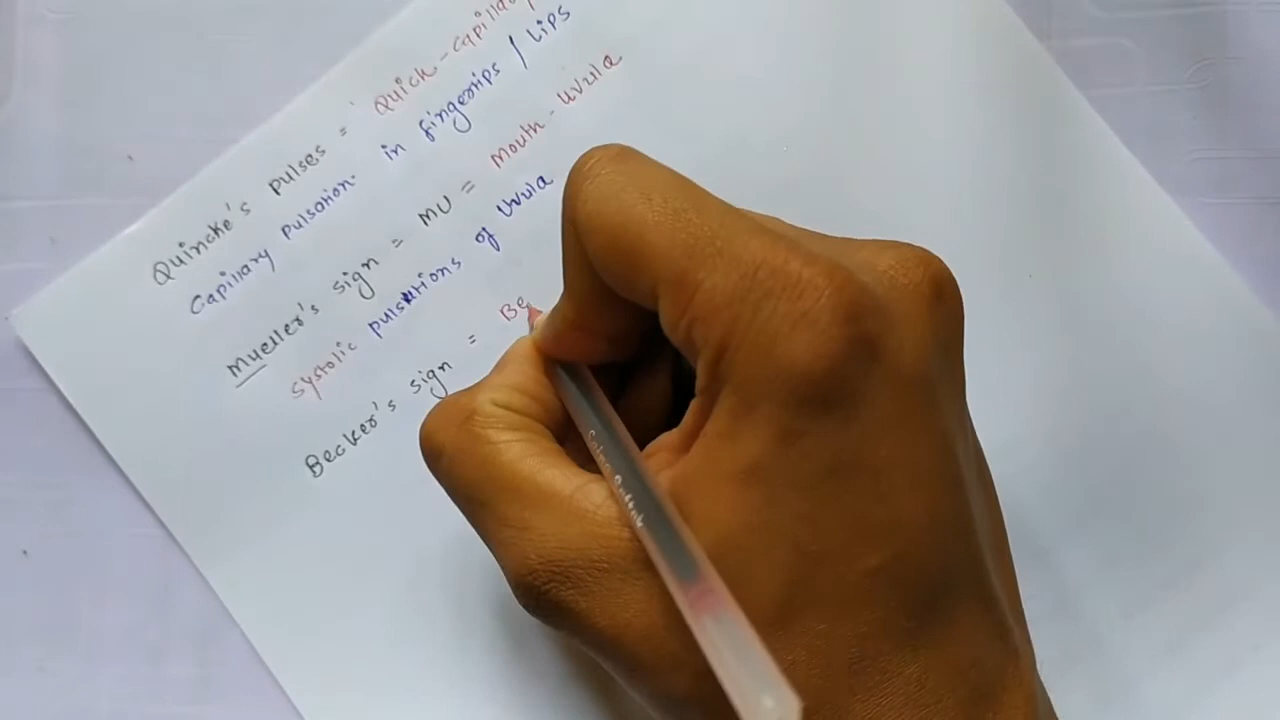 Quincke's pulses = Quick - Capillary
Capillary Pulsation in fingertips / Lips
Mueller's sign = MU = Mouth - Uvula
Systolic pulsations of Uvula
Becker's sign = Be